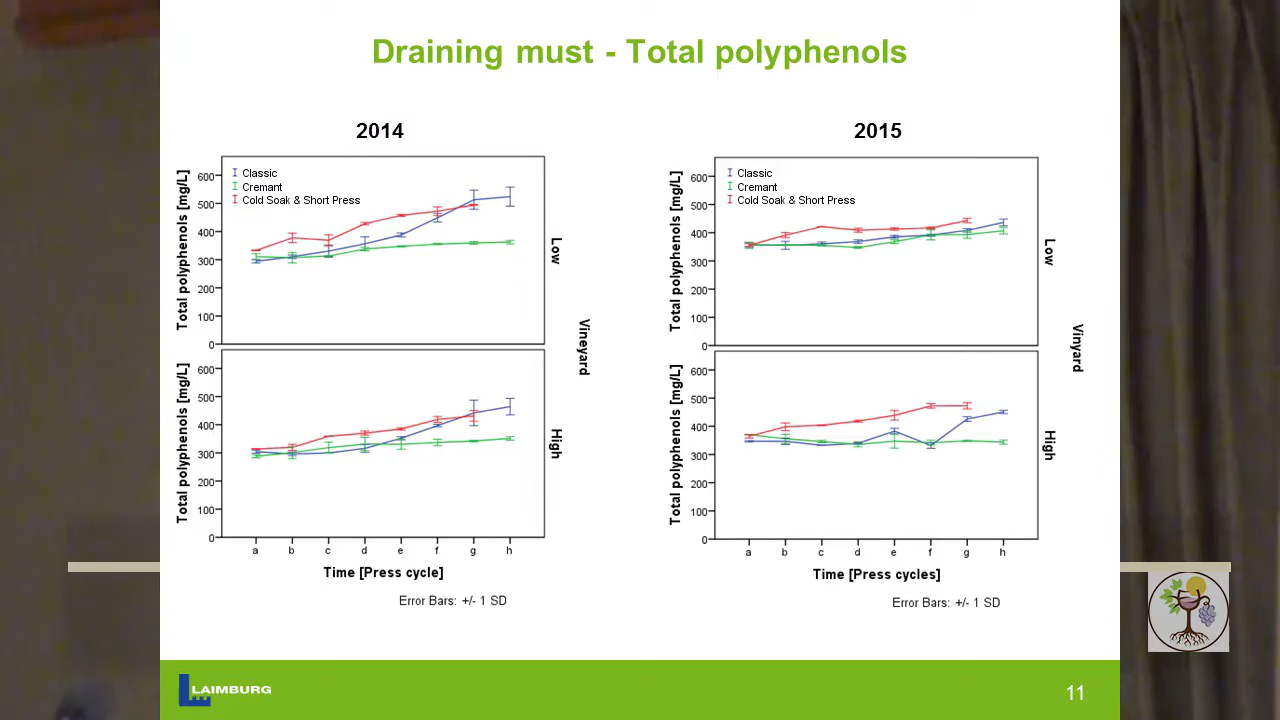 Draining must - Total polyphenols
2014
Total polyphenols [mg/L]
600
500
400
300
200
100
0
Classic
Cremant
Cold Soak & Short Press
Low
Total polyphenols [mg/L]
600
500
400
300
200
100
0
High
Vineyard
a b c d e f g h
Time [Press cycle]
Error Bars: +/- 1 SD
2015
Total polyphenols [mg/L]
600
500
400
300
200
100
0
Classic
Cremant
Cold Soak & Short Press
Low
Total polyphenols [mg/L]
600
500
400
300
200
100
0
High
Vinyard
a b c d e f g h
Time [Press cycles]
Error Bars: +/- 1 SD
LAIMBURG
11